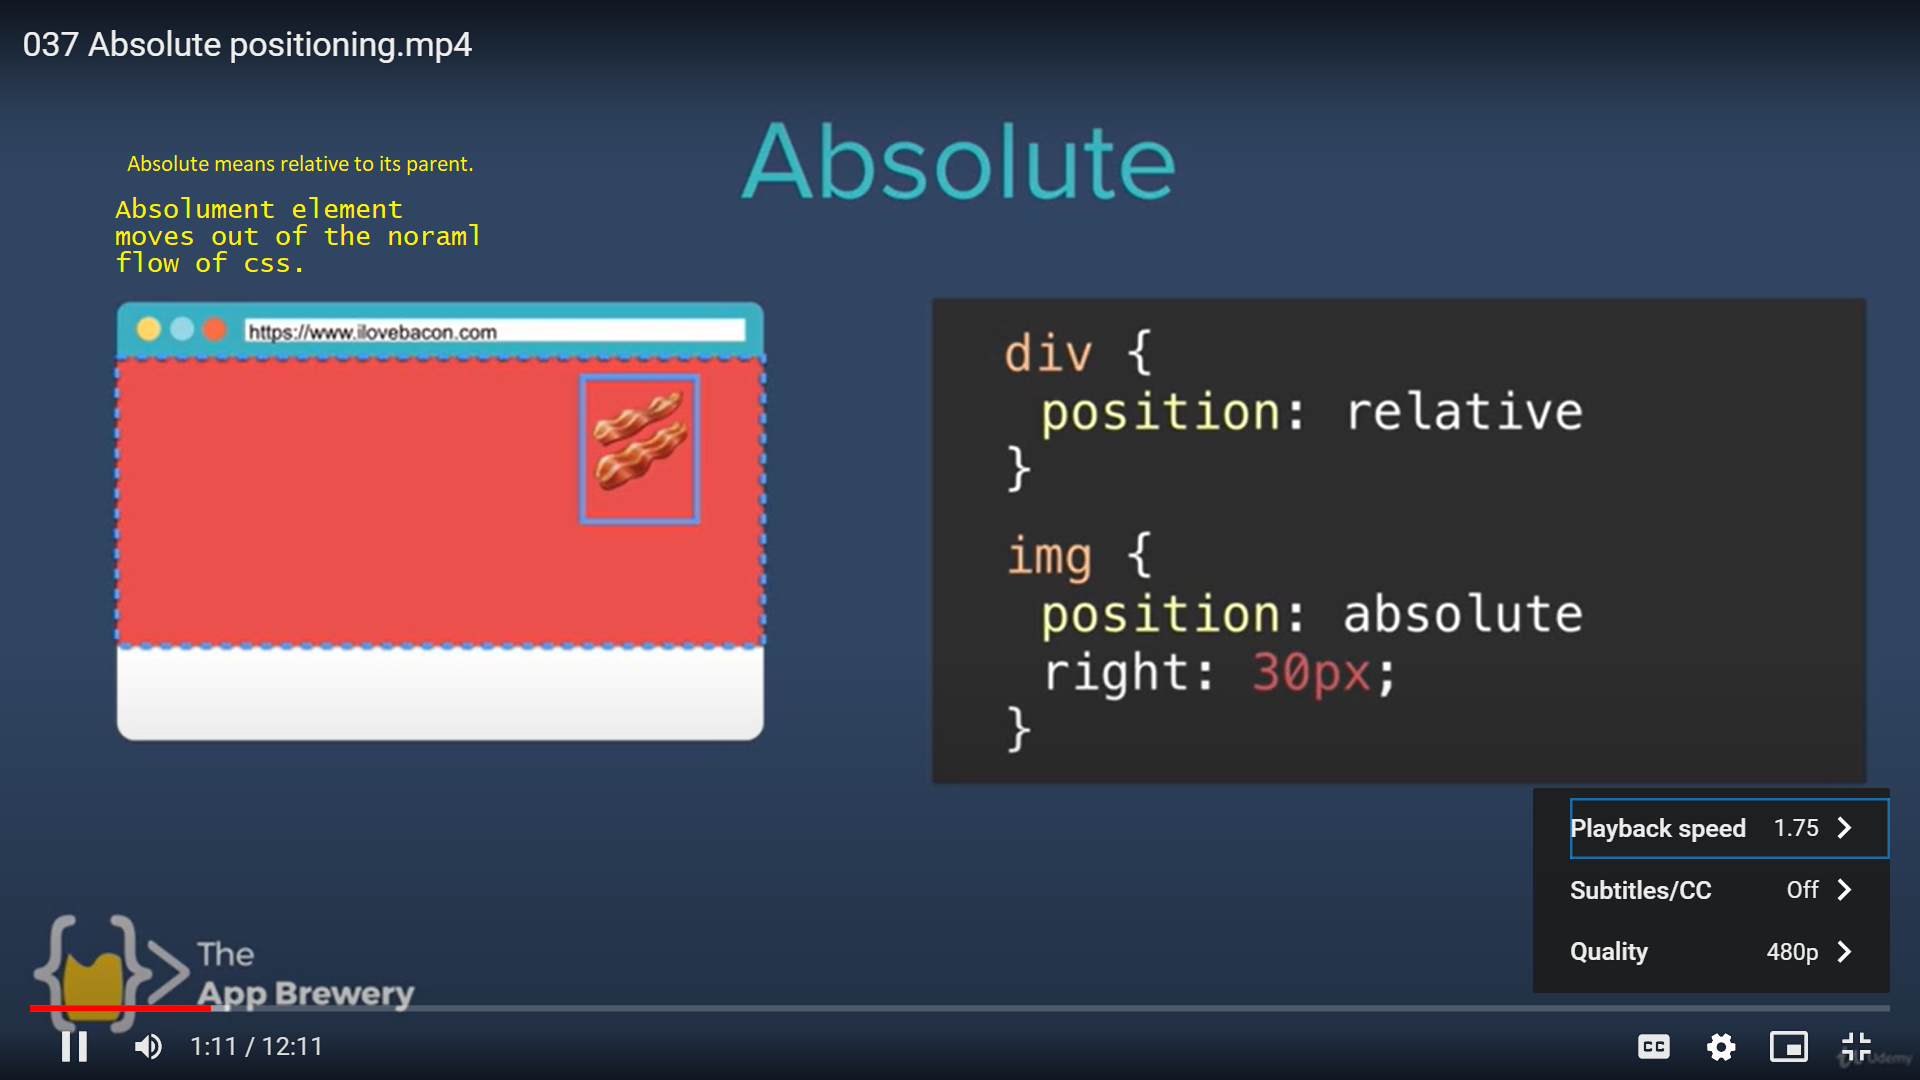 037 Absolute positioning.mp4
Absolute
Absolute means relative to its parent.
Absolument element
moves out of the noraml
flow of css.
https://www.ilovebacon.com
div {
position: relative
}
img {
position: absolute
right: 30px;
}
Playback speed 1.75
Subtitles/CC Off
Quality 480p
The
App Brewery
1:11 / 12:11
CC
Udemy